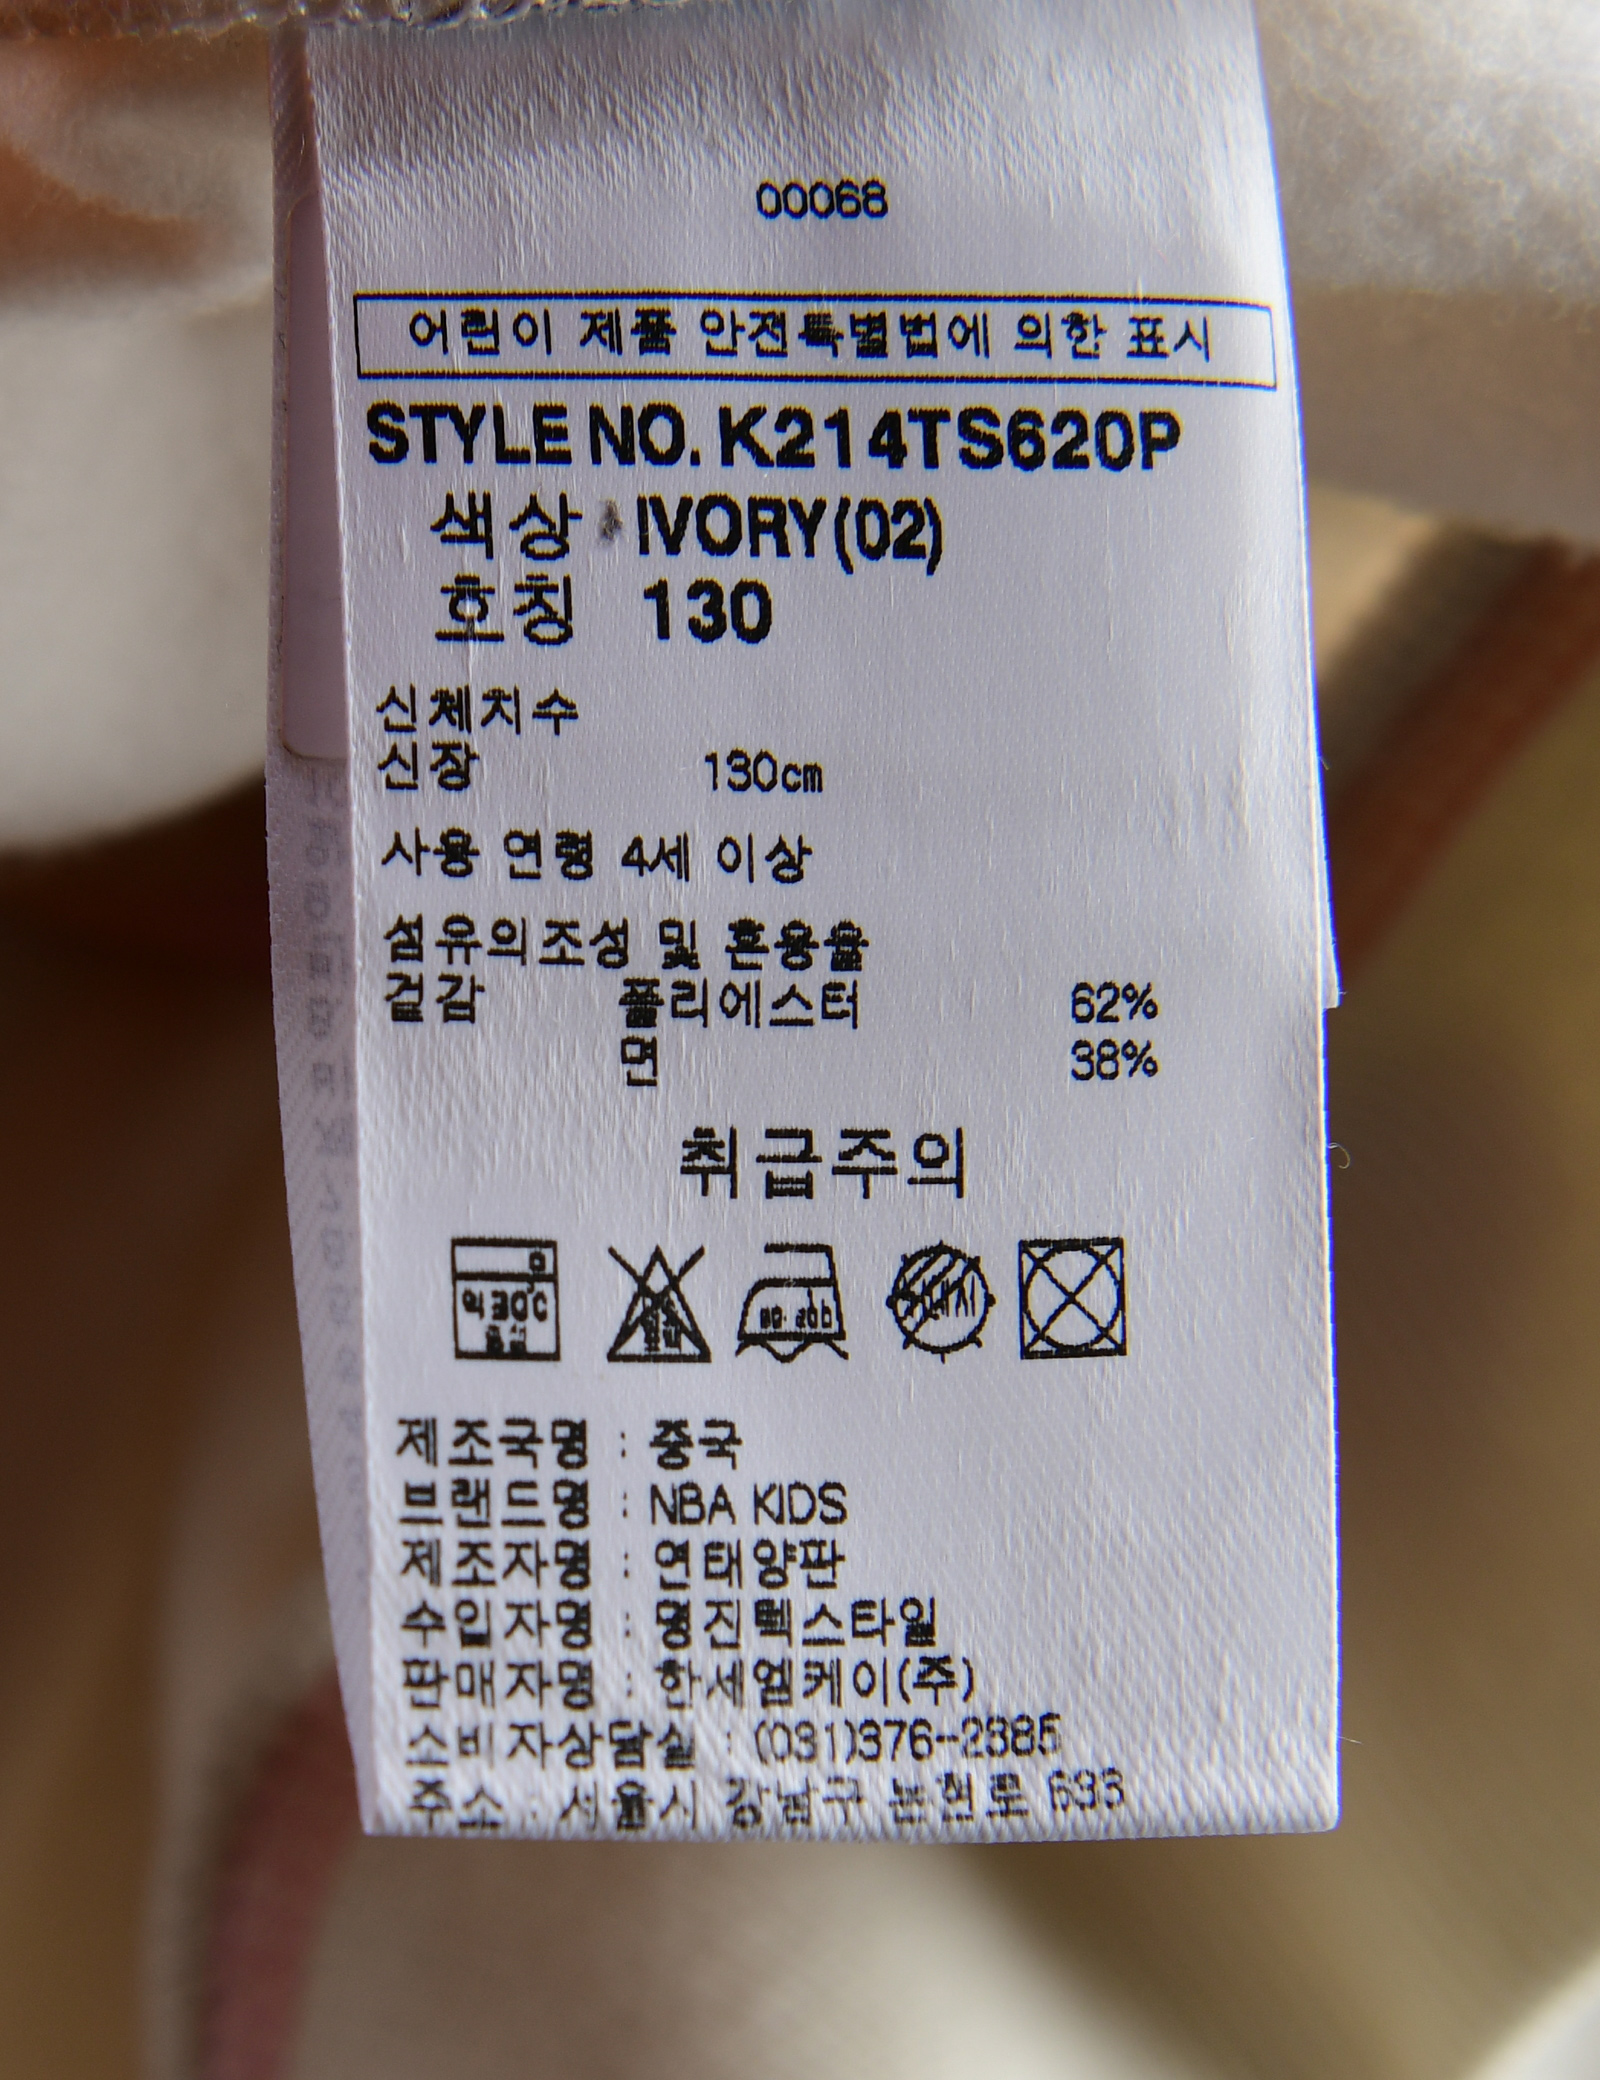 00068
어린이 제품 안전특별법에 의한 표시
STYLE NO. K214TS620P
색상 IVORY(02)
호칭 130
신체치수
신장 130cm
사용 연령 4세 이상
섬유의조성 및 혼용율
겉감 폴리에스터 62%
면 38%
취급주의
약30℃
중성
제조국명 : 중국
브랜드명 : NBA KIDS
제조자명 : 연태양판
수입자명 : 명진텍스타일
판매자명 : 한세엠케이(주)
소비자상담실 : (031)376-2885
주소 : 서울시 강남구 논현로 633